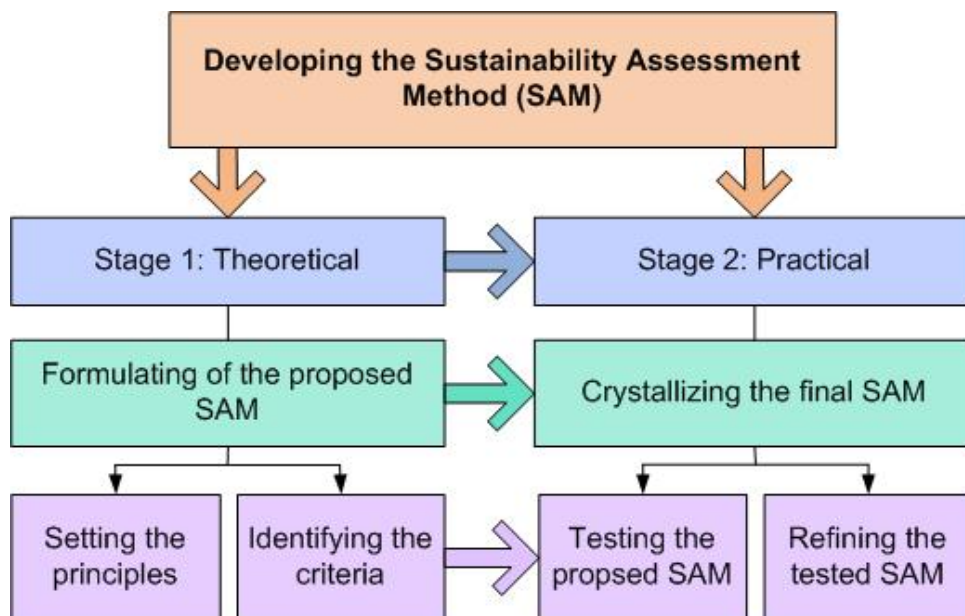 Developing the Sustainability Assessment
Method (SAM)
Stage 1: Theoretical
Stage 2: Practical
Formulating of the proposed
SAM
Crystallizing the final SAM
Setting the
principles
Identifying the
criteria
Testing the
propsed SAM
Refining the
tested SAM